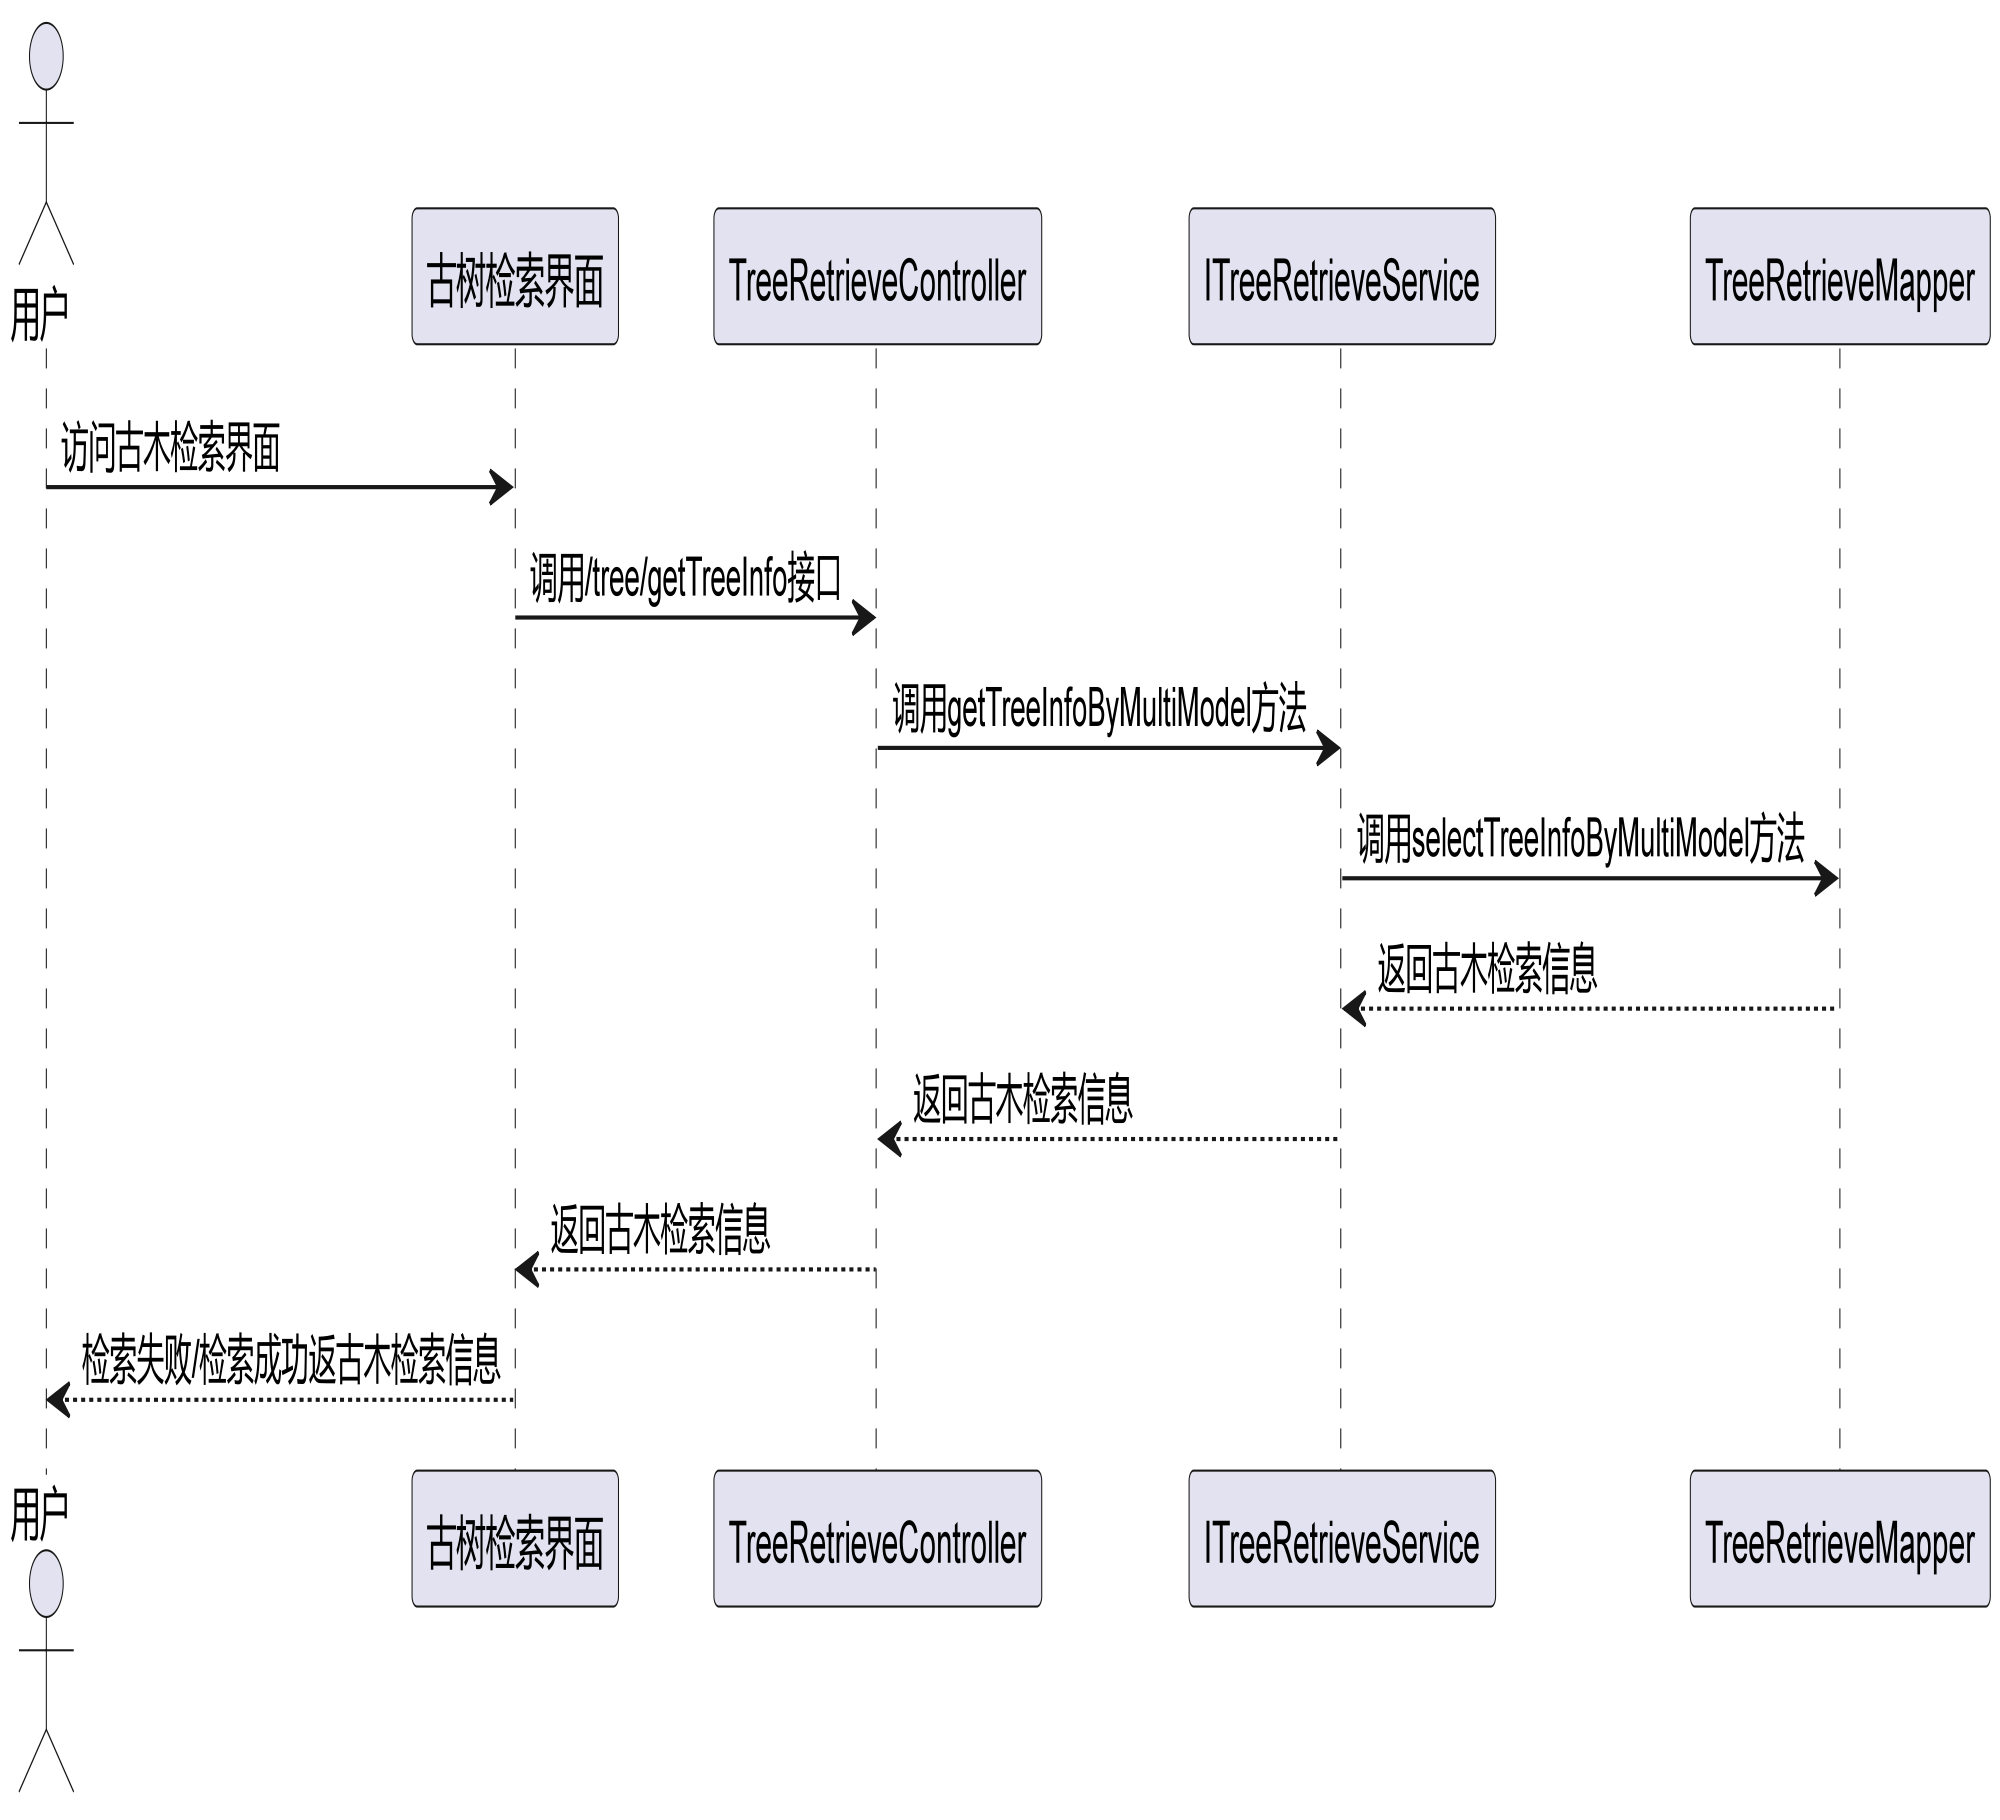 用户
古树检索界面
TreeRetrieveController
ITreeRetrieveService
TreeRetrieveMapper
访问古木检索界面
调用/tree/getTreeInfo接口
调用getTreeInfoByMultiModel方法
调用selectTreeInfoByMultiModel方法
返回古木检索信息
返回古木检索信息
返回古木检索信息
检索失败/检索成功返古木检索信息
用户
古树检索界面
TreeRetrieveController
ITreeRetrieveService
TreeRetrieveMapper